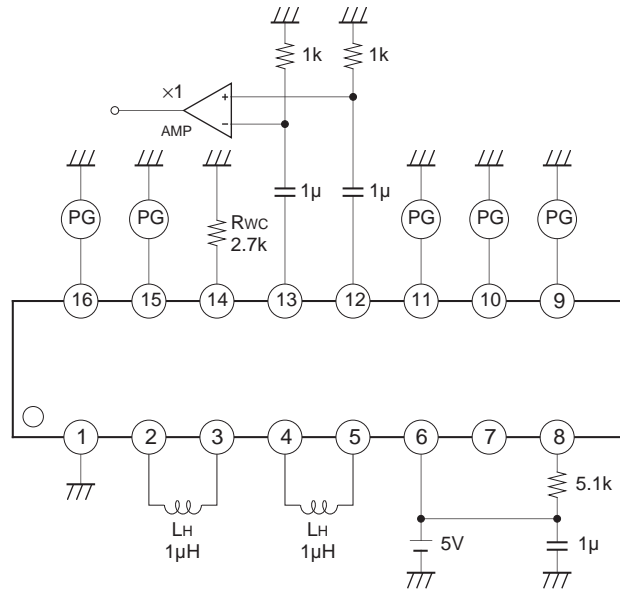 1k
1k
×1
+
−
AMP
1μ
1μ
PG
PG
RWC
2.7k
PG
PG
PG
16
15
14
13
12
11
10
9
1
2
3
4
5
6
7
8
LH
1μH
LH
1μH
5.1k
5V
1μ